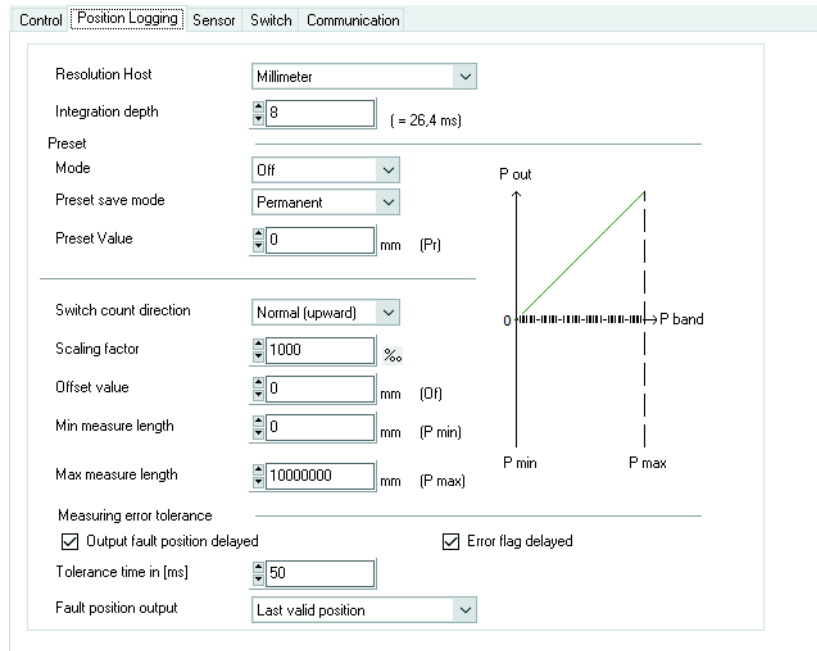 Control Position Logging Sensor Switch Communication
Resolution Host Millimeter
Integration depth 8 ( = 26,4 ms)
Preset
Mode Off
Preset save mode Permanent
Preset Value 0 mm (Pr)
P out
0 P band
P min P max
Switch count direction Normal (upward)
Scaling factor 1000 ‰
Offset value 0 mm (Of)
Min measure length 0 mm (P min)
Max measure length 10000000 mm (P max)
Measuring error tolerance
Output fault position delayed Error flag delayed
Tolerance time in [ms] 50
Fault position output Last valid position